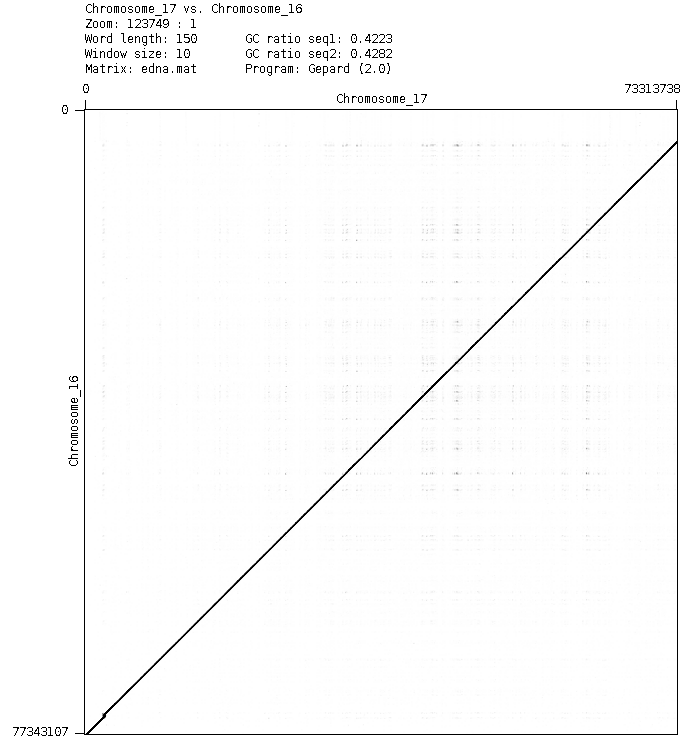 Chromosome_17 vs. Chromosome_16
Zoom: 123749 : 1
Word length: 150 GC ratio seq1: 0.4223
Window size: 10 GC ratio seq2: 0.4282
Matrix: edna.mat Program: Gepard (2.0)
0 73313738
Chromosome_17
0
Chromosome_16
77343107